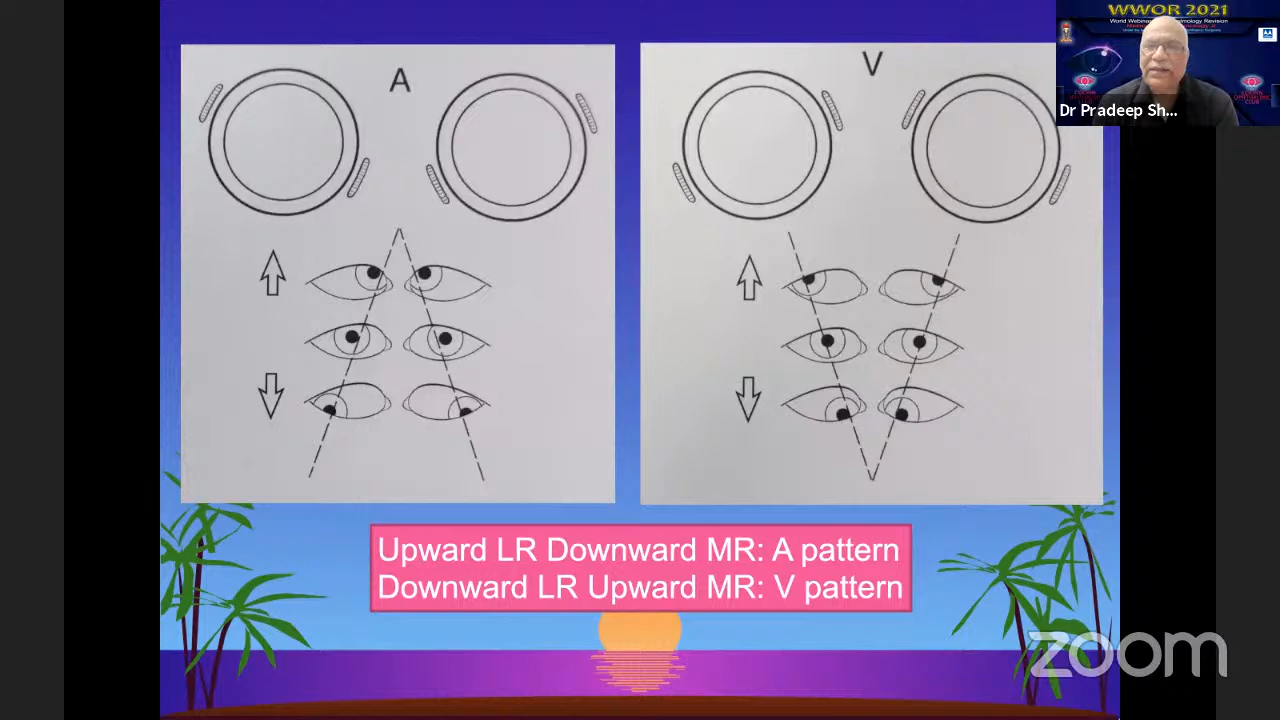 A
V
WWOR 2021
Dr Pradeep Sh...
Upward LR Downward MR: A pattern
Downward LR Upward MR: V pattern
zoom